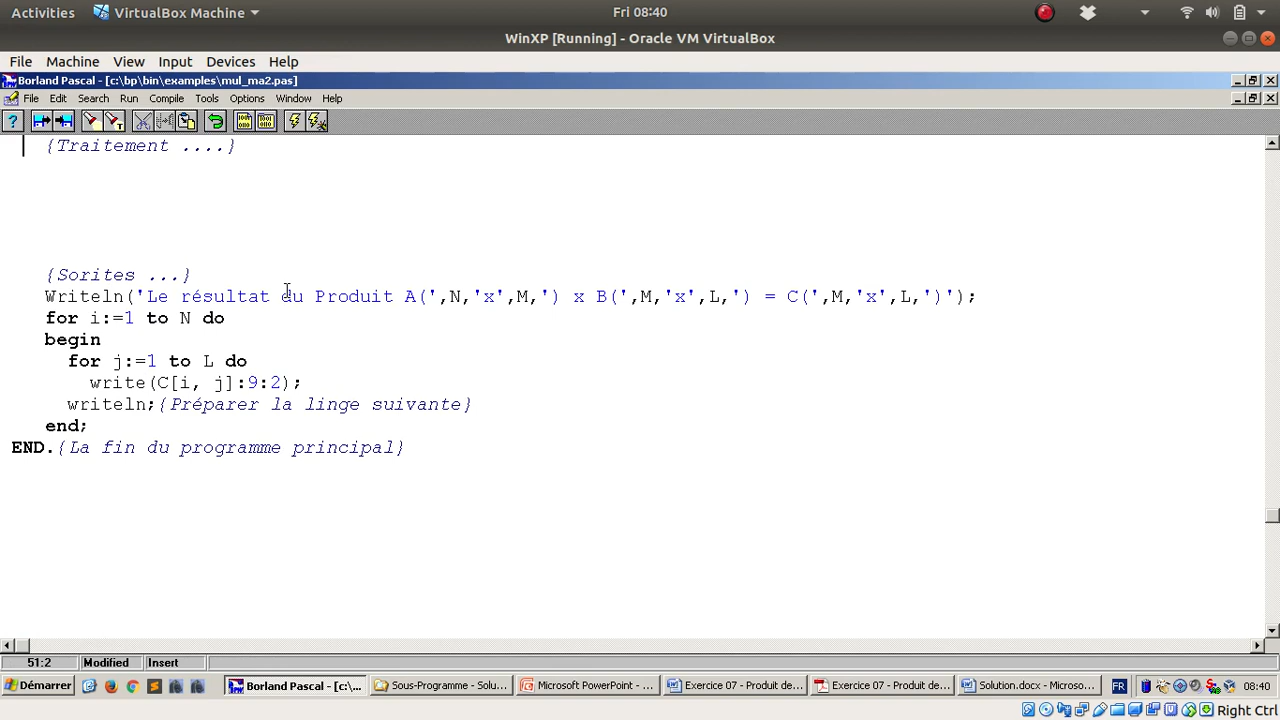 Activities VirtualBox Machine Fri 08:40
WinXP [Running] - Oracle VM VirtualBox
File Machine View Input Devices Help
Borland Pascal - [c:\bp\bin\examples\mul_ma2.pas]
File Edit Search Run Compile Tools Options Window Help
{Traitement ....}
{Sorites ...}
Writeln('Le résultat du Produit A(',N,'x',M,') x B(',M,'x',L,') = C(',M,'x',L,')');
for i:=1 to N do
begin
for j:=1 to L do
write(C[i, j]:9:2);
writeln;{Préparer la linge suivante}
end;
END.{La fin du programme principal}
51:2 Modified Insert
Démarrer Borland Pascal - [c:\... Sous-Programme - Solu... Microsoft PowerPoint - ... Exercice 07 - Produit de... Exercice 07 - Produit de... Solution.docx - Microso... FR 08:40
Right Ctrl